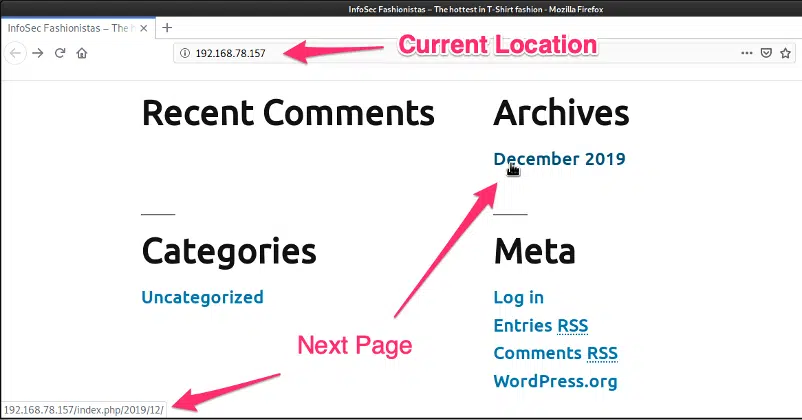 InfoSec Fashionistas – The hottest in T-Shirt fashion - Mozilla Firefox
InfoSec Fashionistas – The h
192.168.78.157
Current Location
Recent Comments
Archives
December 2019
Categories
Meta
Uncategorized
Log in
Entries RSS
Comments RSS
WordPress.org
Next Page
192.168.78.157/index.php/2019/12/